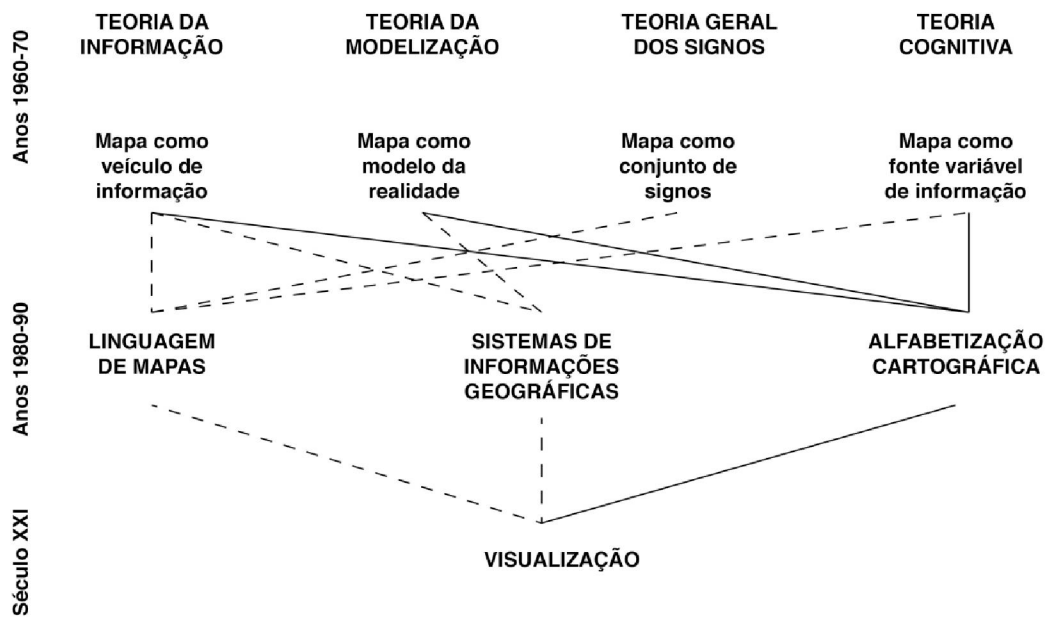 Anos 1960-70
TEORIA DA
INFORMAÇÃO
TEORIA DA
MODELIZAÇÃO
TEORIA GERAL
DOS SIGNOS
TEORIA
COGNITIVA
Mapa como
veículo de
informação
Mapa como
modelo da
realidade
Mapa como
conjunto de
signos
Mapa como
fonte variável
de informação
Anos 1980-90
LINGUAGEM
DE MAPAS
SISTEMAS DE
INFORMAÇÕES
GEOGRÁFICAS
ALFABETIZAÇÃO
CARTOGRÁFICA
Século XXI
VISUALIZAÇÃO